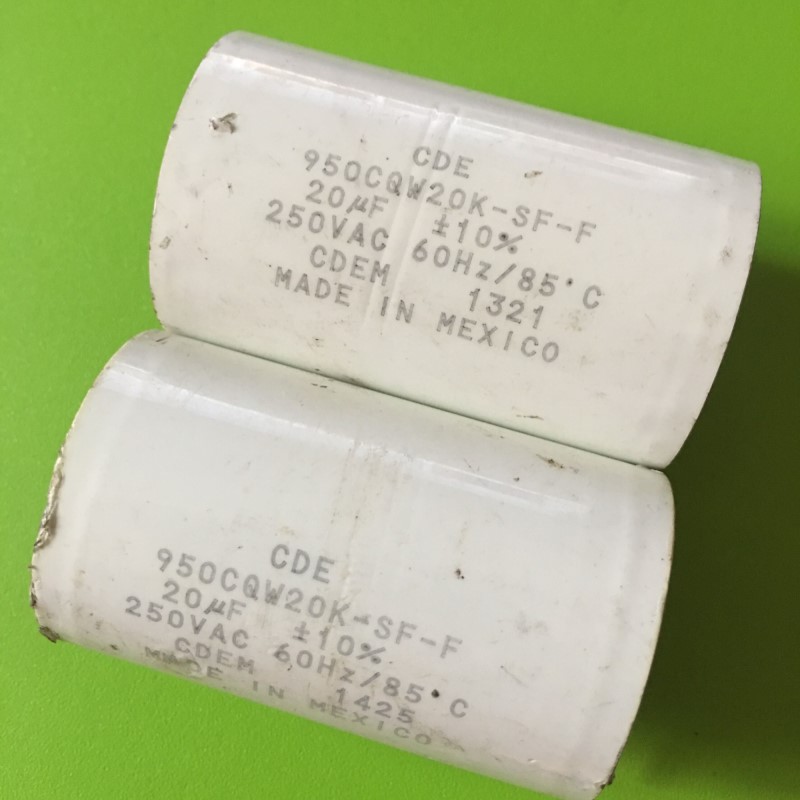 CDE
950CQW20K-SF-F
20µF ±10%
250VAC 60Hz/85°C
CDEM 1321
MADE IN MEXICO
CDE
950CQW20K-SF-F
20µF ±10%
250VAC 60Hz/85°C
CDEM 1425
MADE IN MEXICO